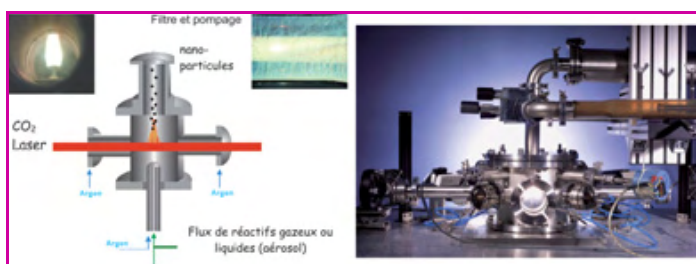 Filtre et pompage
nano-
particules
CO2
Laser
Argon
Argon
Argon
Flux de réactifs gazeux ou
liquides (aérosol)